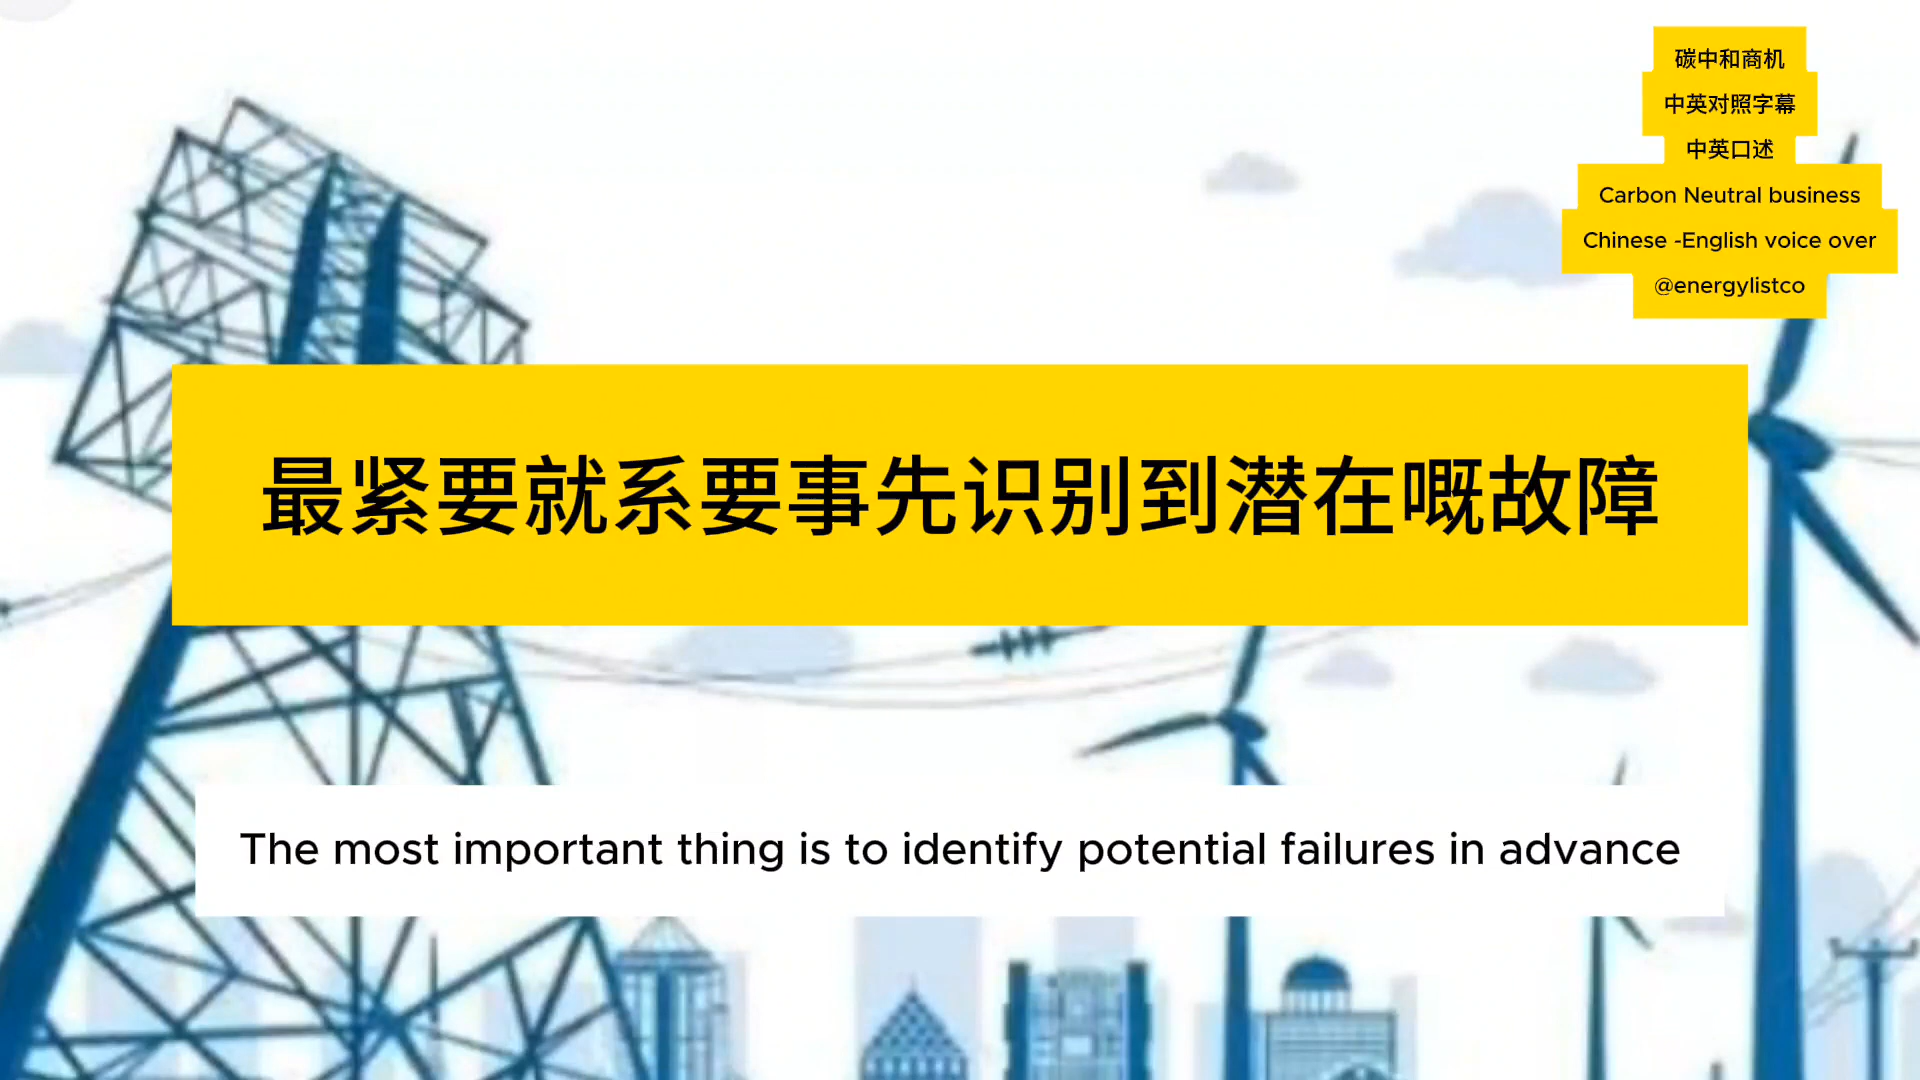 碳中和商机
中英对照字幕
中英口述
Carbon Neutral business
Chinese -English voice over
@energylistco
最紧要就系要事先识别到潜在嘅故障
The most important thing is to identify potential failures in advance